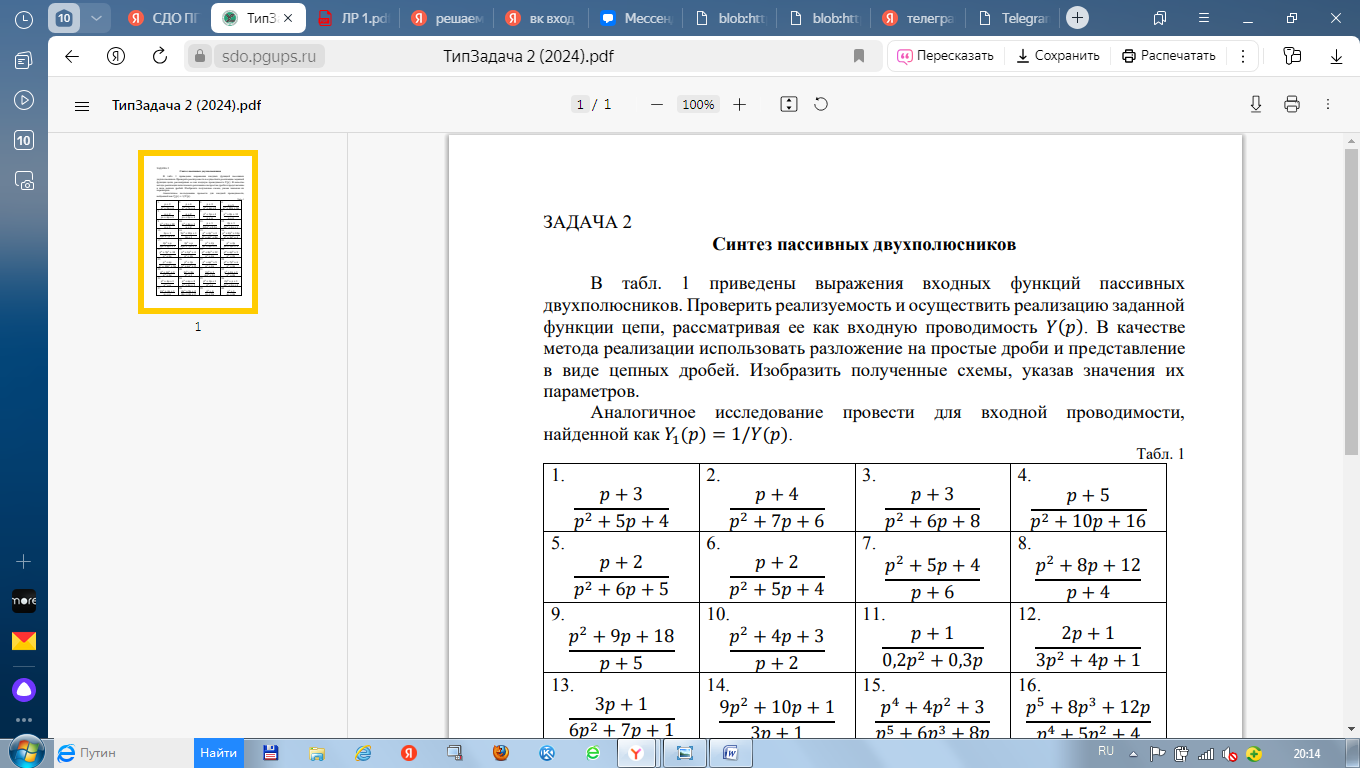 СДО ПГ
ТипЗ
ЛР 1.pdf
решаем
вк вход
Мессен
blob:htt
blob:htt
телегра
Telegram
sdo.pgups.ru
ТипЗадача 2 (2024).pdf
Пересказать
Сохранить
Распечатать
ТипЗадача 2 (2024).pdf
1 / 1
100%
10
1
ЗАДАЧА 2
Синтез пассивных двухполюсников
В табл. 1 приведены выражения входных функций пассивных
двухполюсников. Проверить реализуемость и осуществить реализацию заданной
функции цепи, рассматривая ее как входную проводимость Y(p). В качестве
метода реализации использовать разложение на простые дроби и представление
в виде цепных дробей. Изобразить полученные схемы, указав значения их
параметров.
Аналогичное исследование провести для входной проводимости,
найденной как Y₁(p) = 1/Y(p).
Табл. 1
1. 2. 3. 4.
p + 3 p + 4 p + 3 p + 5
p² + 5p + 4 p² + 7p + 6 p² + 6p + 8 p² + 10p + 16
5. 6. 7. 8.
p + 2 p + 2 p² + 5p + 4 p² + 8p + 12
p² + 6p + 5 p² + 5p + 4 p + 6 p + 4
9. 10. 11. 12.
p² + 9p + 18 p² + 4p + 3 p + 1 2p + 1
p + 5 p + 2 0,2p² + 0,3p 3p² + 4p + 1
13. 14. 15. 16.
3p + 1 9p² + 10p + 1 p⁴ + 4p² + 3 p⁵ + 8p³ + 12p
6p² + 7p + 1 3p + 1 p⁵ + 6p³ + 8p p⁴ + 5p² + 4
more
Путин
Найти
RU
20:14